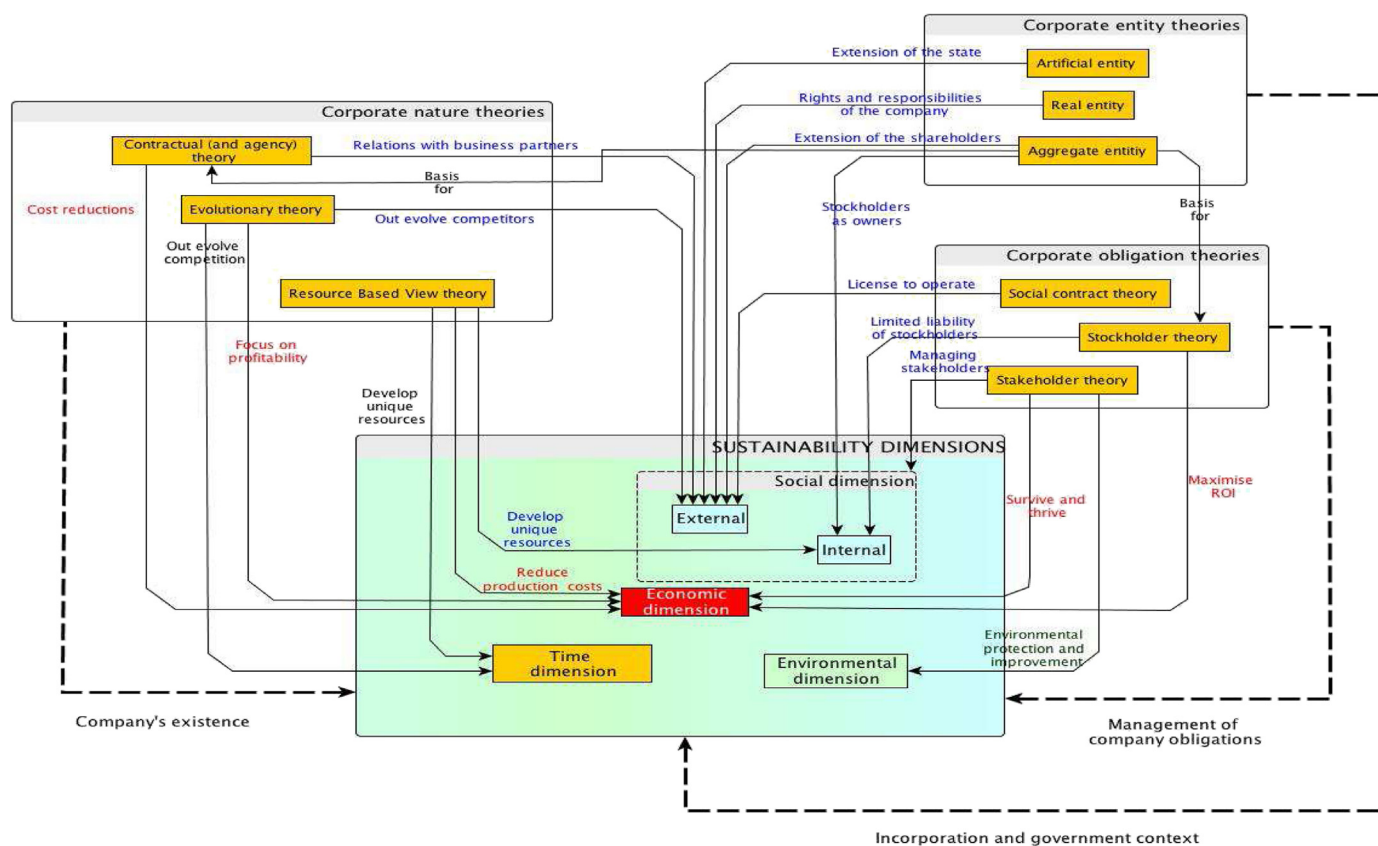 Corporate entity theories
Extension of the state
Artificial entity
Rights and responsibilities
of the company
Real entity
Extension of the shareholders
Aggregate entitiy
Stockholders
as owners
Basis
for
Corporate nature theories
Contractual (and agency)
theory
Relations with business partners
Basis
for
Cost reductions
Evolutionary theory
Out evolve competitors
Out evolve
competition
Resource Based View theory
Focus on
profitability
Develop
unique
resources
Corporate obligation theories
License to operate
Social contract theory
Limited liability
of stockholders
Stockholder theory
Managing
stakeholders
Stakeholder theory
SUSTAINABILITY DIMENSIONS
Social dimension
External
Internal
Develop
unique
resources
Reduce
production costs
Economic
dimension
Survive and
thrive
Maximise
ROI
Time
dimension
Environmental
dimension
Environmental
protection and
improvement
Company's existence
Management of
company obligations
Incorporation and government context